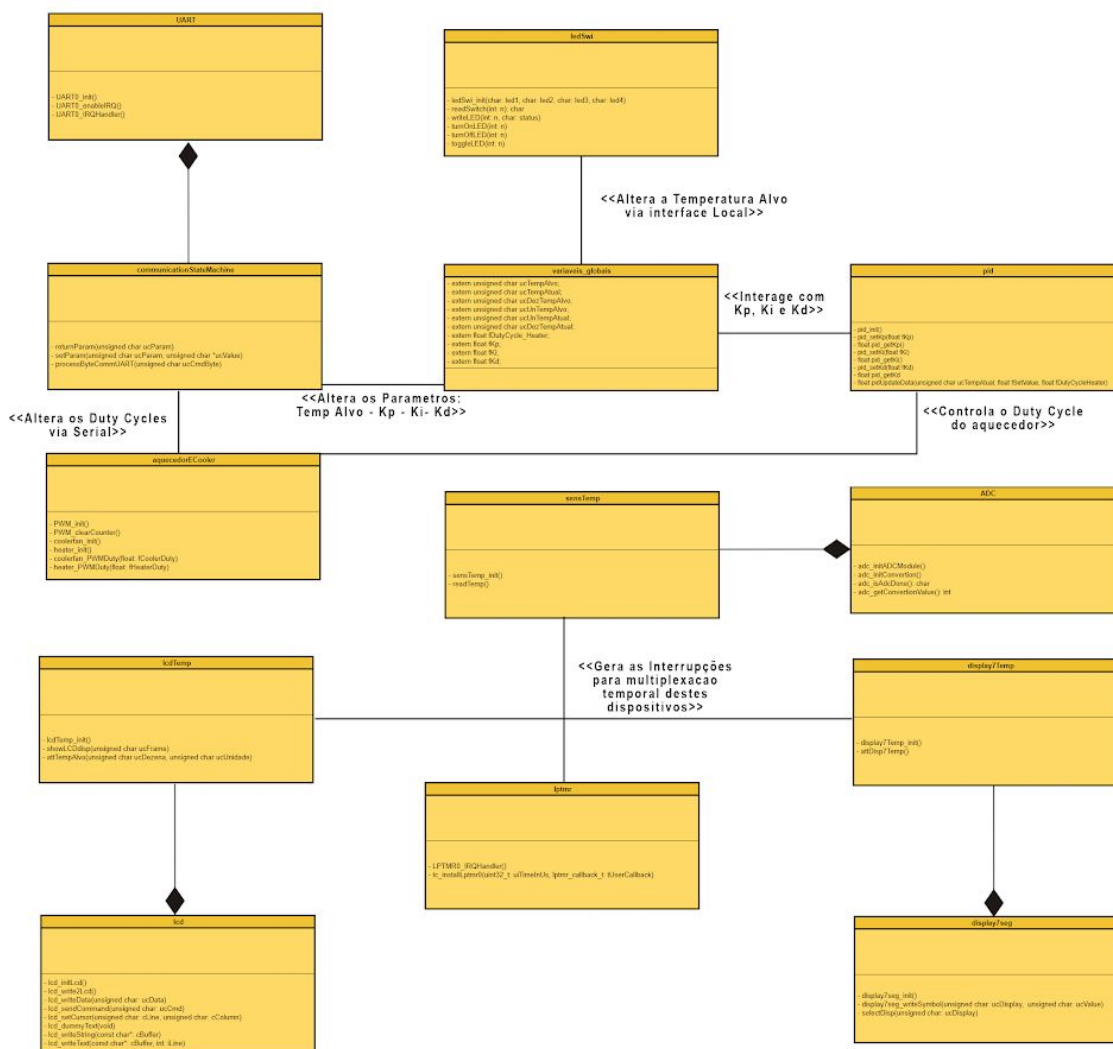 UART
- UART0_init()
- UART0_enableIRQ()
- UART0_IRQHandler()
ledSwi
- ledSwi_init(char: led1, char: led2, char: led3, char: led4)
- readSwitch(int: n): char
- writeLED(int: n, char: status)
- turnOnLED(int: n)
- turnOffLED(int: n)
- toggleLED(int: n)
<<Altera a Temperatura Alvo
via interface Local>>
communicationStateMachine
- returnParam(unsigned char ucParam)
- setParam(unsigned char ucParam, unsigned char *ucValue)
- processByteCommUART(unsigned char ucCmdByte)
variaveis_globais
- extern unsigned char ucTempAlvo;
- extern unsigned char ucTempAtual;
- extern unsigned char ucDezTempAlvo;
- extern unsigned char ucUnTempAlvo;
- extern unsigned char ucUnTempAtual;
- extern unsigned char ucDezTempAtual;
- extern float fDutyCycle_Heater;
- extern float fKp;
- extern float fKi;
- extern float fKd;
<<Interage com
Kp, Ki e Kd>>
pid
- pid_init()
- pid_setKp(float fKp)
- float pid_getKp()
- pid_setKi(float fKi)
- float pid_getKi()
- pid_setKd(float fKd)
- float pid_getKd
- float pidUpdateData(unsigned char ucTempAtual, float fSetValue, float fDutyCycleHeater)
<<Altera os Parametros:
Temp Alvo - Kp - Ki- Kd>>
<<Altera os Duty Cycles
via Serial>>
<<Controla o Duty Cycle
do aquecedor>>
aquecedorECooler
- PWM_init()
- PWM_clearCounter()
- coolerfan_init()
- heater_init()
- coolerfan_PWMDuty(float: fCoolerDuty)
- heater_PWMDuty(float: fHeaterDuty)
sensTemp
- sensTemp_init()
- readTemp()
ADC
- adc_initADCModule()
- adc_initConvertion()
- adc_isAdcDone(): char
- adc_getConvertionValue(): int
lcdTemp
- lcdTemp_init()
- showLCDdisp(unsigned char ucFrame)
- attTempAlvo(unsigned char ucDezena, unsigned char ucUnidade)
<<Gera as Interrupções
para multiplexacao
temporal destes
dispositivos>>
display7Temp
- display7Temp_init()
- attDisp7Temp()
lptmr
- LPTMR0_IRQHandler()
- tc_installLptmr0(uint32_t: uiTimeInUs, lptmr_callback_t: fUserCallback)
lcd
- lcd_initLcd()
- lcd_write2Lcd()
- lcd_writeData(unsigned char: ucData)
- lcd_sendCommand(unsigned char: ucCmd)
- lcd_setCursor(unsigned char: cLine, unsigned char: cColumn)
- lcd_dummyText(void)
- lcd_writeString(const char*: cBuffer)
- lcd_writeText(const char*: cBuffer, int: iLine)
display7seg
- display7seg_init()
- display7seg_writeSymbol(unsigned char: ucDisplay, unsigned char: ucValue)
- selectDisp(unsigned char: ucDisplay)